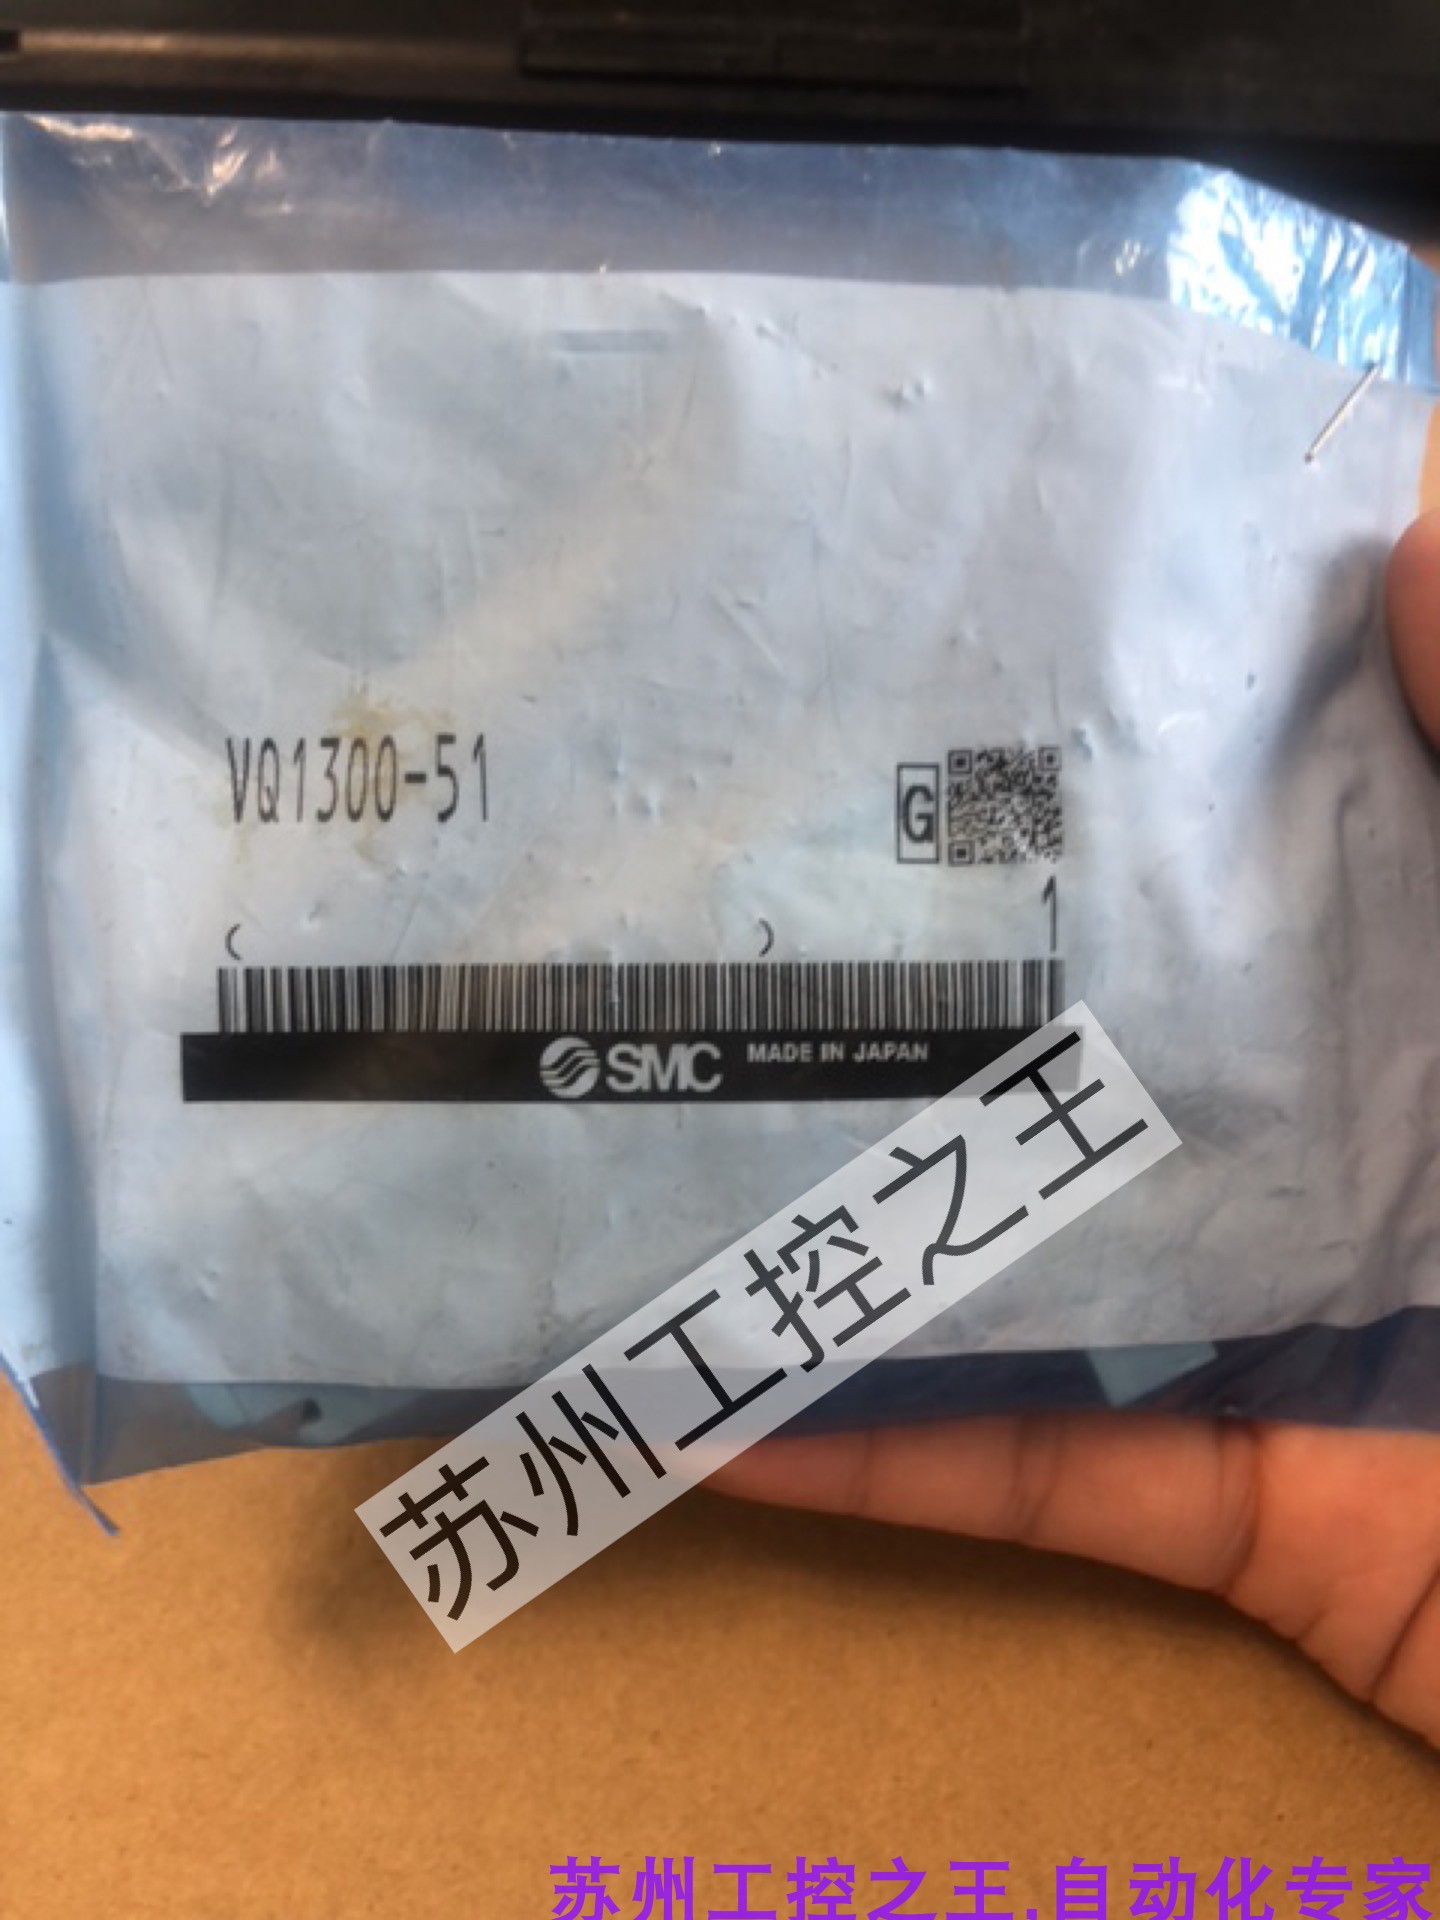 VQ1300-51
G
( ) 1
SMC MADE IN JAPAN
苏州工控之王
苏州工控之王,自动化专家